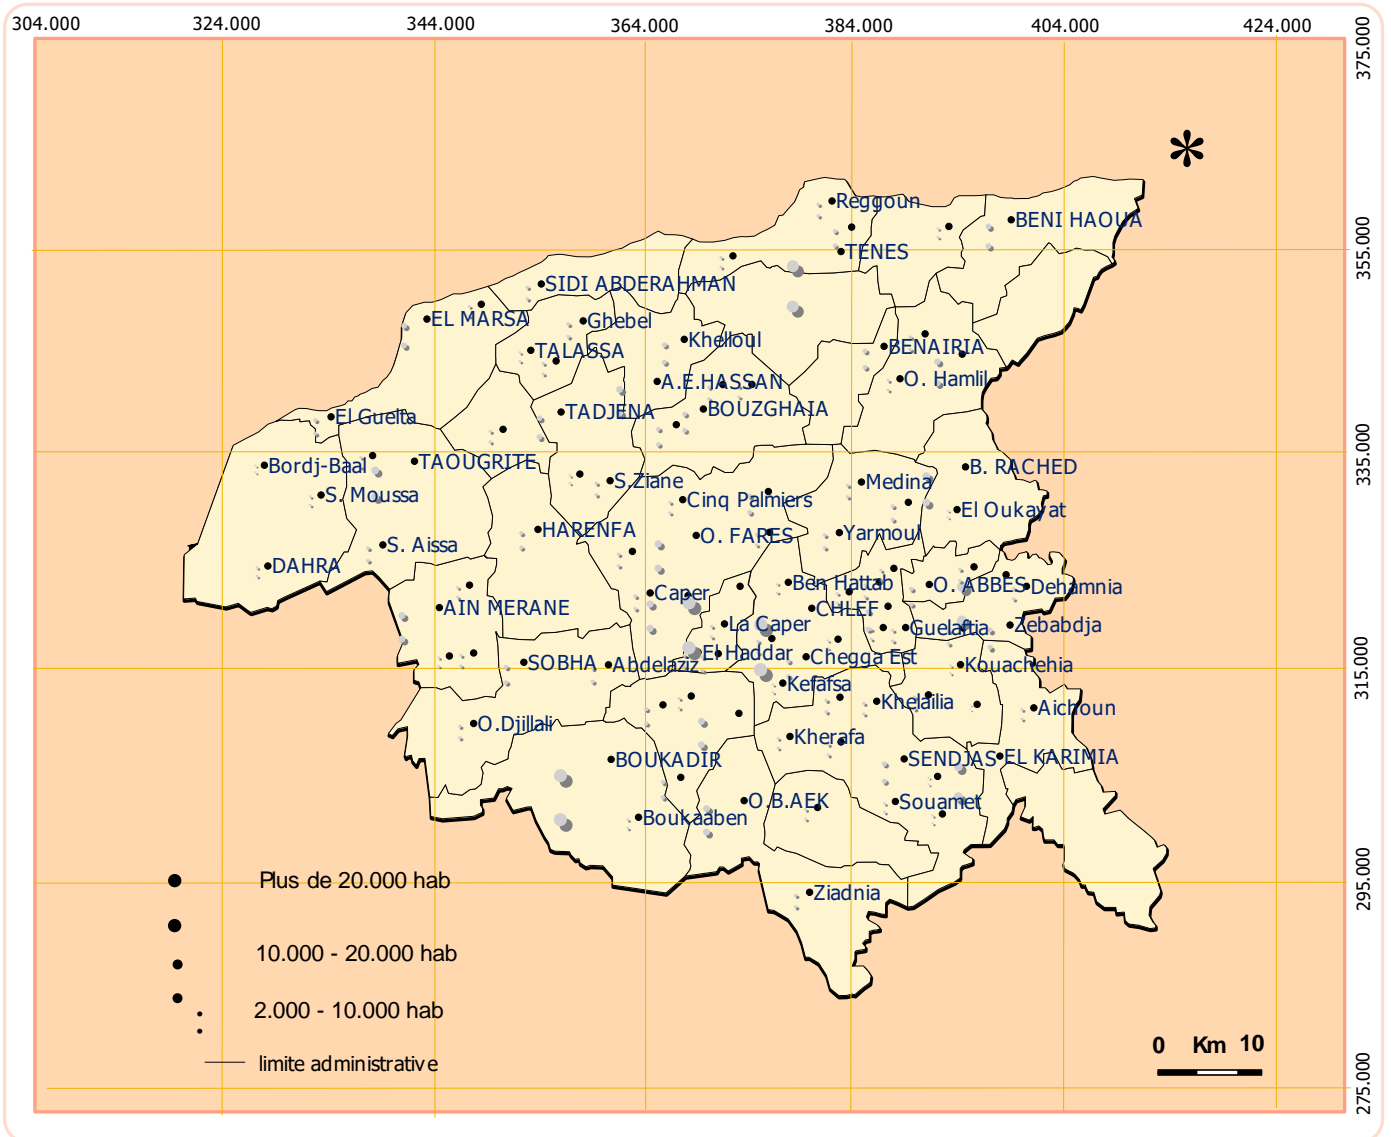 304.000 324.000 344.000 364.000 384.000 404.000 424.000
375.000
Reggoun
BENI HAOUA
TENES
355.000
SIDI ABDERAHMAN
EL MARSA
Ghebel
Khelloul
BENAIRIA
TALASSA
A.E.HASSAN
O. Hamlil
TADJENA
BOUZGHAIA
El Guelta
335.000
Bordj-Baal
TAOUGRITE
B. RACHED
S.Ziane
Medina
S. Moussa
Cinq Palmiers
El Oukayat
HARENFA
O. FARES
Yarmoul
S. Aissa
DAHRA
Ben Hattab
O. ABBES
Dehamnia
Caper
AIN MERANE
CHLEF
La Caper
Guelaftia
Zebabdja
El Haddar
Chegga Est
SOBHA
Abdelaziz
Kouachehia
315.000
Kefafsa
Khelailia
Aichoun
O.Djillali
Kherafa
BOUKADIR
SENDJAS
EL KARIMIA
O.B.AEK
Souamet
Boukaaben
295.000
Ziadnia
Plus de 20.000 hab
10.000 - 20.000 hab
2.000 - 10.000 hab
limite administrative
0 Km 10
275.000